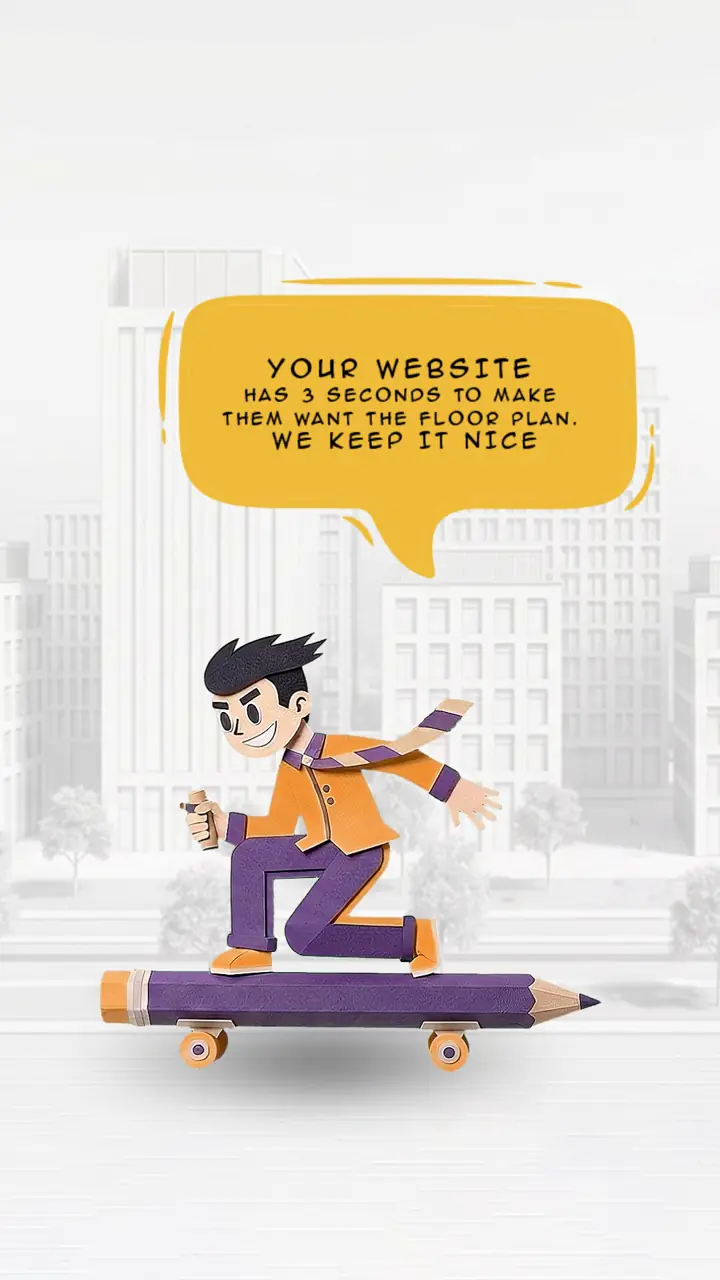 YOUR WEBSITE
HAS 3 SECONDS TO MAKE
THEM WANT THE FLOOR PLAN.
WE KEEP IT NICE